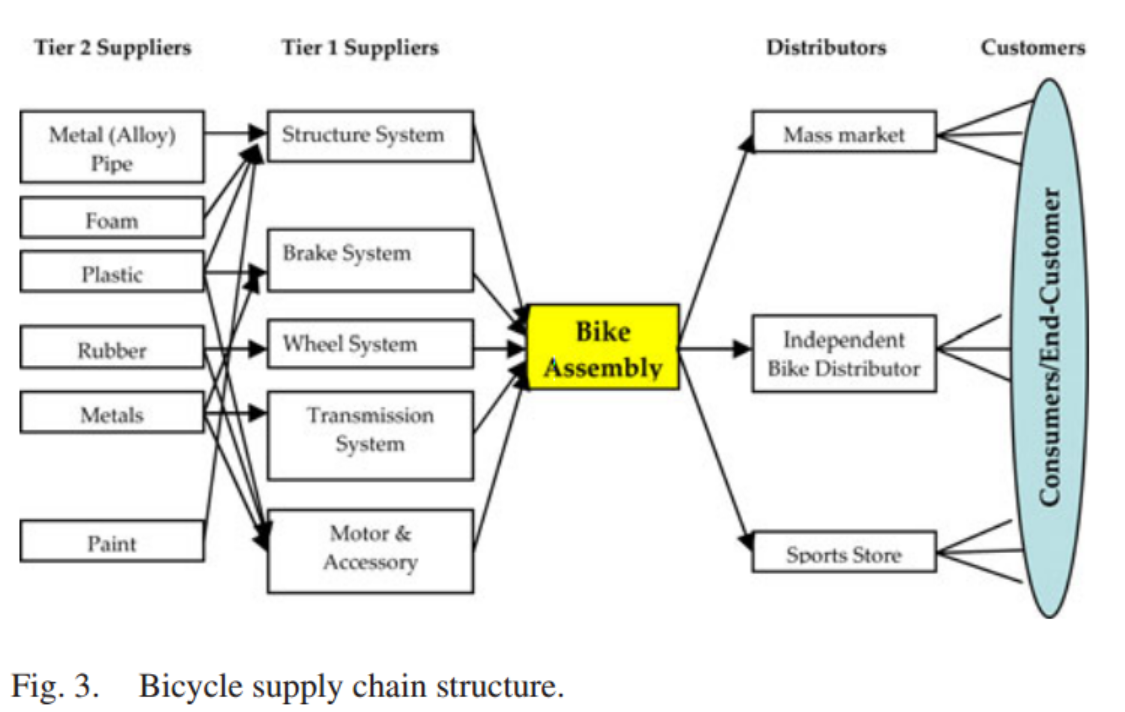 Tier 2 Suppliers
Tier 1 Suppliers
Distributors
Customers
Metal (Alloy)
Pipe
Foam
Plastic
Rubber
Metals
Paint
Structure System
Brake System
Wheel System
Transmission
System
Motor &
Accessory
Bike
Assembly
Mass market
Independent
Bike Distributor
Sports Store
Consumers/End-Customer
Fig. 3. Bicycle supply chain structure.